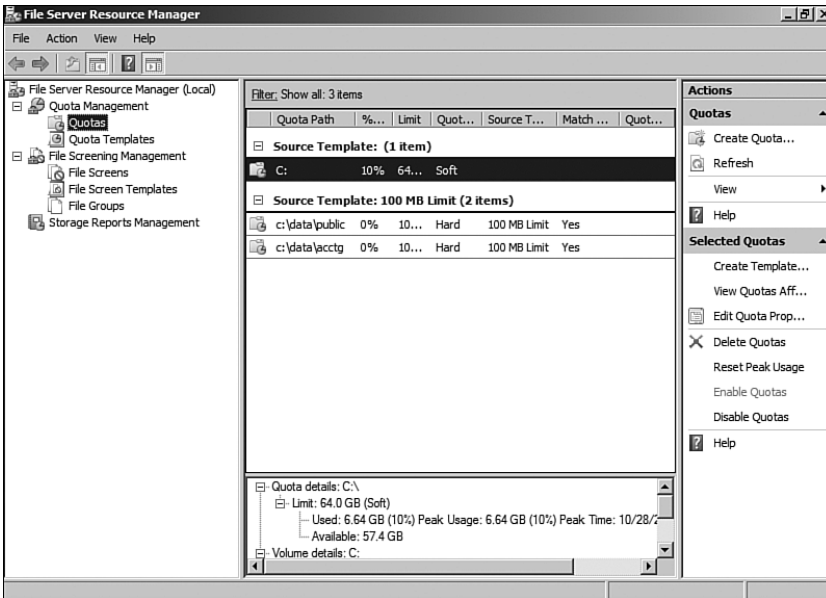 File Server Resource Manager
File Action View Help
File Server Resource Manager (Local)
Quota Management
Quotas
Quota Templates
File Screening Management
File Screens
File Screen Templates
File Groups
Storage Reports Management
Filter: Show all: 3 items
Quota Path %... Limit Quot... Source T... Match ... Quot...
Source Template: (1 item)
C: 10% 64... Soft
Source Template: 100 MB Limit (2 items)
c:\data\public 0% 10... Hard 100 MB Limit Yes
c:\data\acctg 0% 10... Hard 100 MB Limit Yes
Quota details: C:\
Limit: 64.0 GB (Soft)
Used: 6.64 GB (10%) Peak Usage: 6.64 GB (10%) Peak Time: 10/28/2
Available: 57.4 GB
Volume details: C:
Actions
Quotas
Create Quota...
Refresh
View
Help
Selected Quotas
Create Template...
View Quotas Aff...
Edit Quota Prop...
Delete Quotas
Reset Peak Usage
Enable Quotas
Disable Quotas
Help